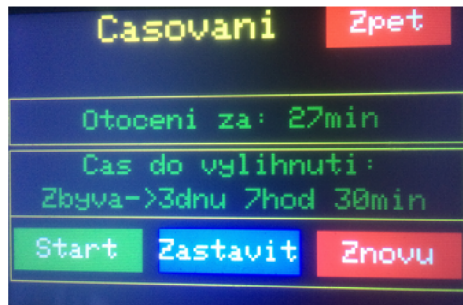 Casovani Zpet
Otoceni za: 27min
Cas do vylihnuti:
Zbyva->3dnu 7hod 30min
Start Zastavit Znovu